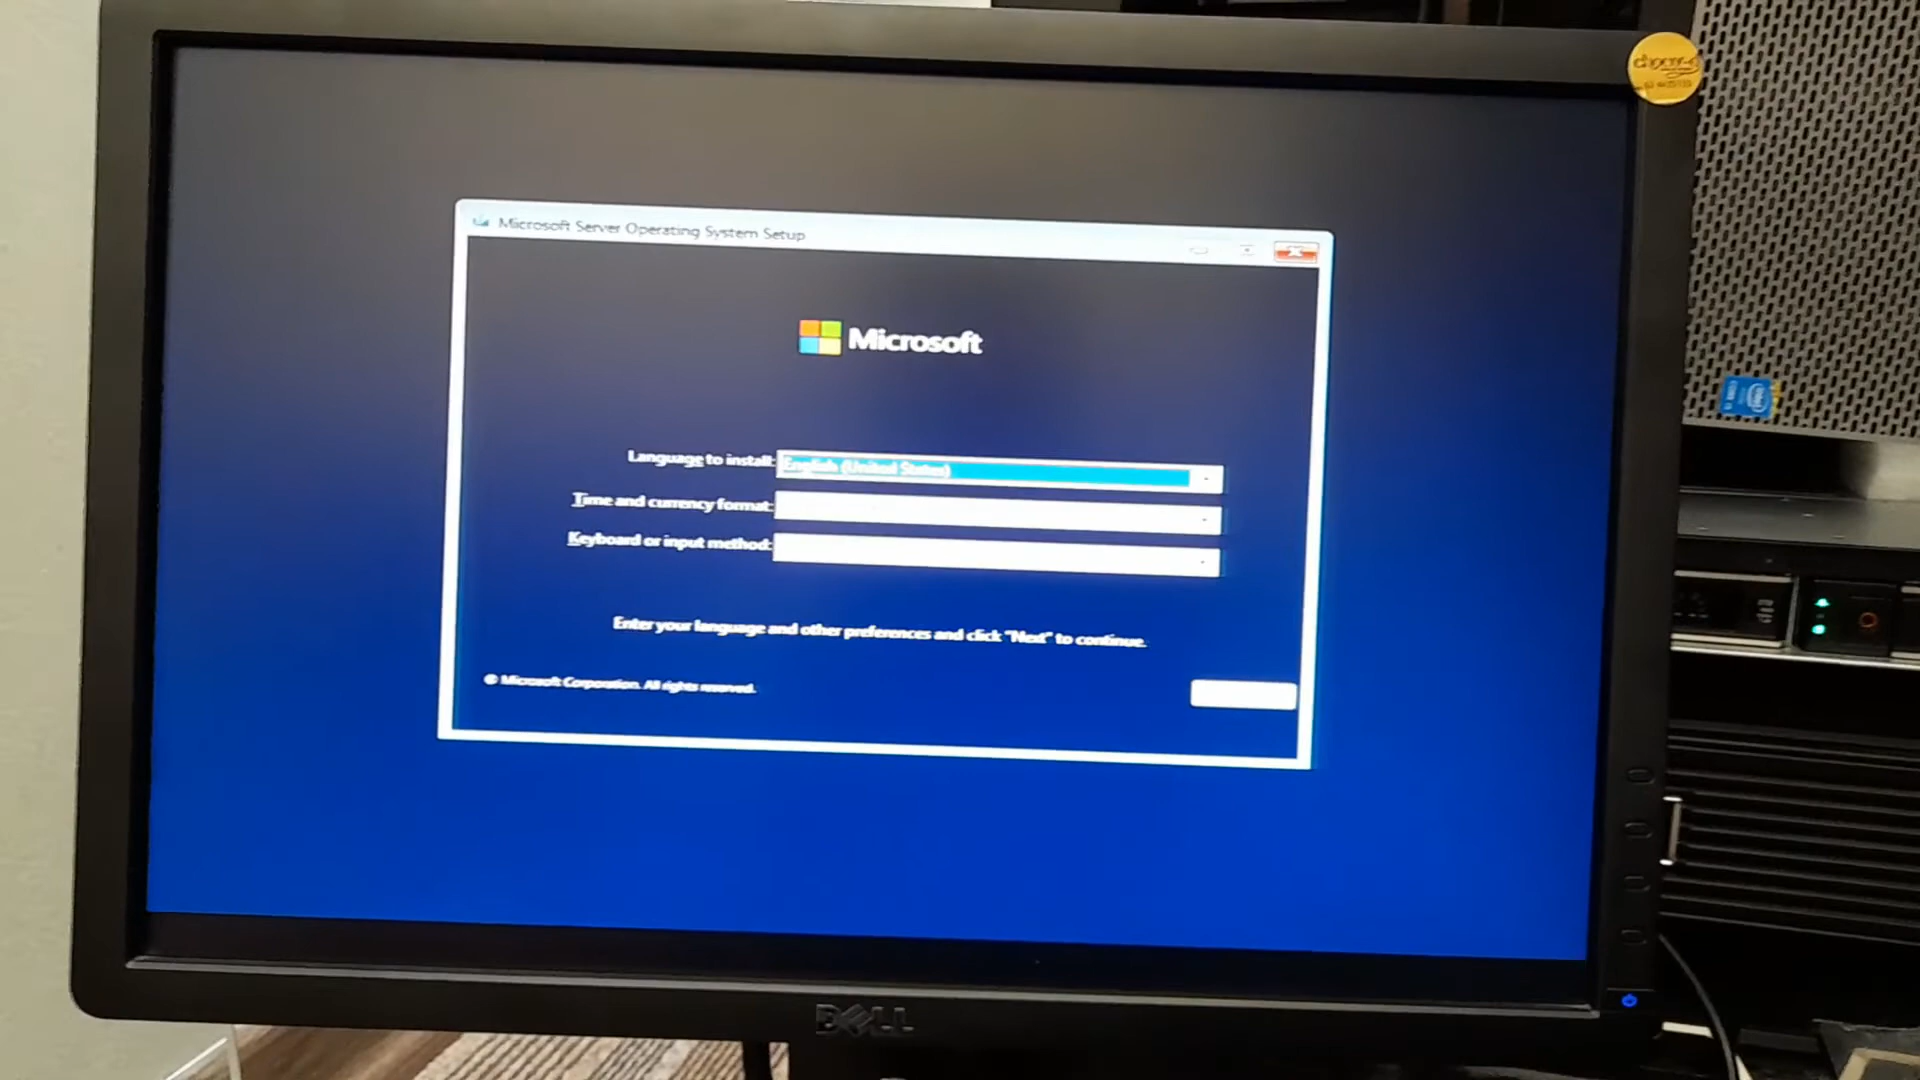 Microsoft Server Operating System Setup
Microsoft
Language to install:
English (United States)
Time and currency format:
Keyboard or input method:
Enter your language and other preferences and click "Next" to continue.
© Microsoft Corporation. All rights reserved.
DELL